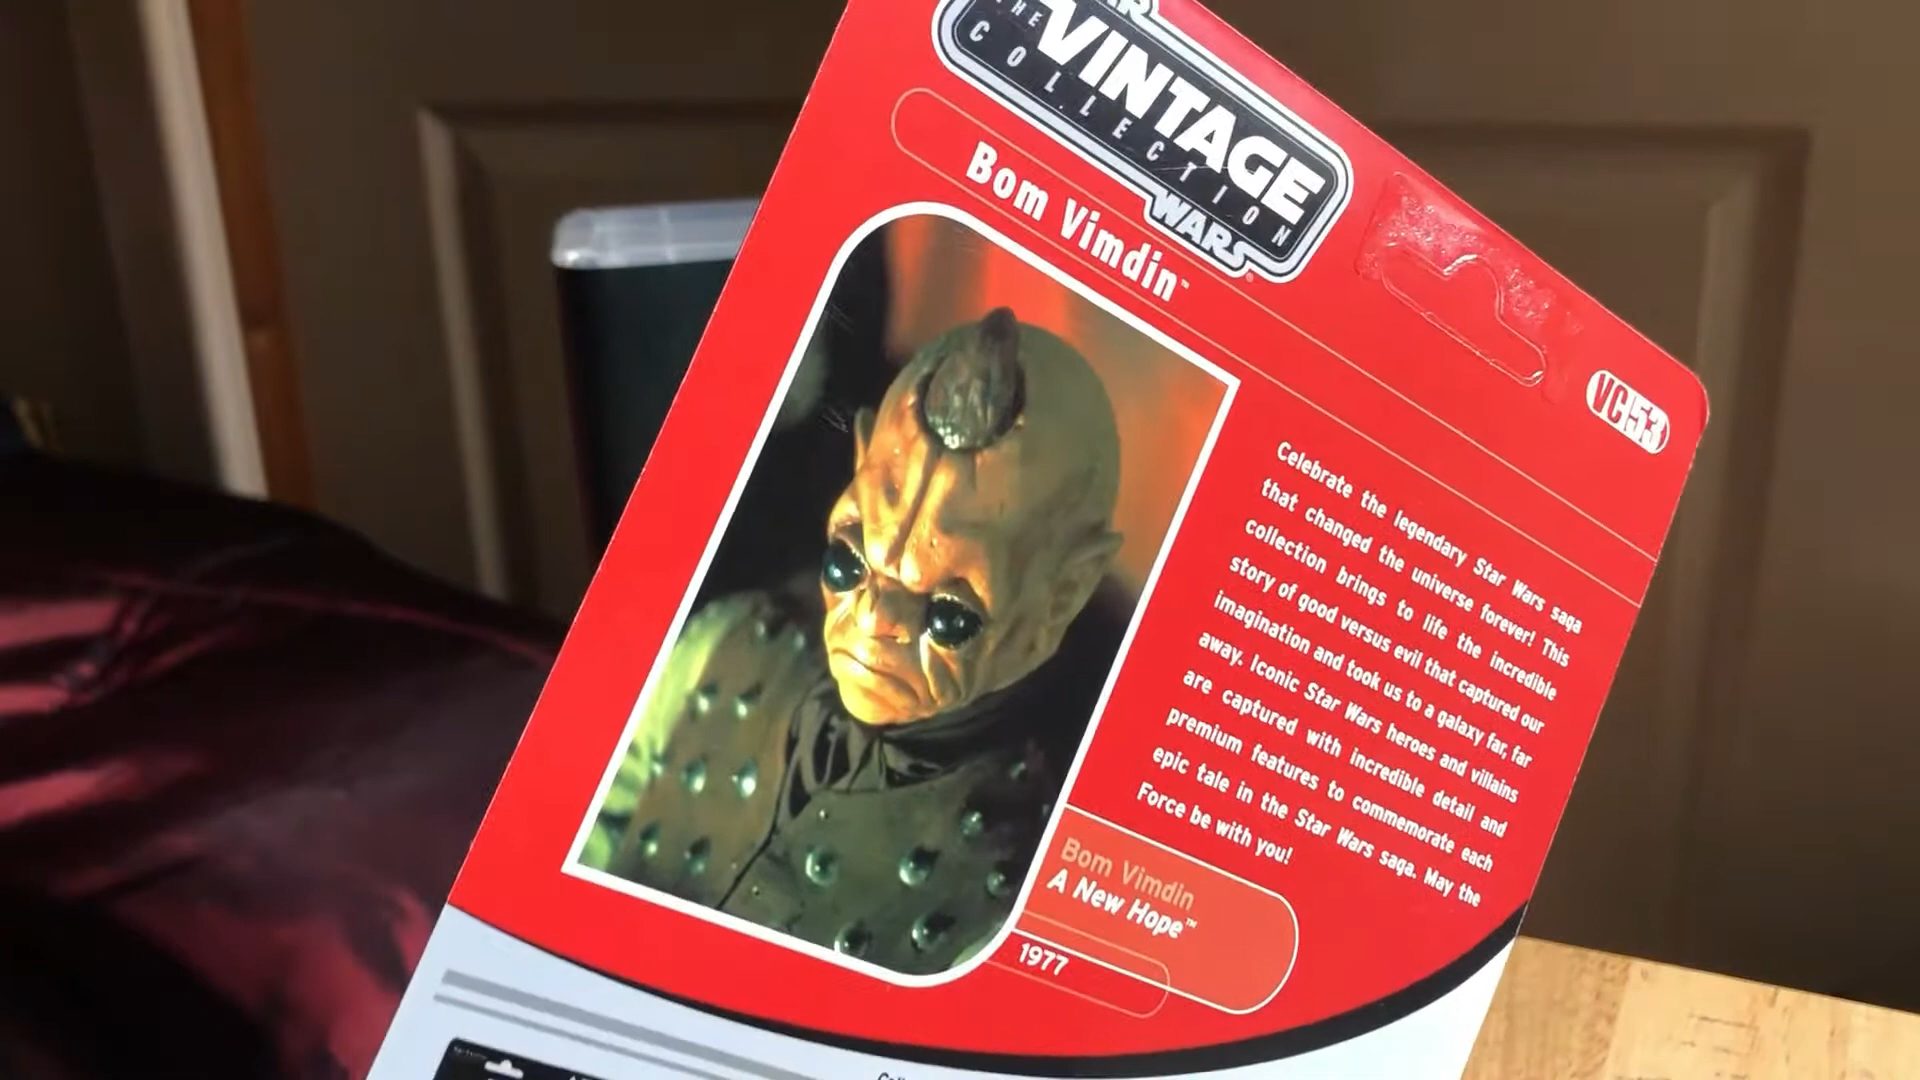 THE
VINTAGE
COLLECTION
WARS
Bom Vimdin™
VC53
Celebrate the legendary Star Wars saga
that changed the universe forever! This
collection brings to life the incredible
story of good versus evil that captured our
imagination and took us to a galaxy far, far
away. Iconic Star Wars heroes and villains
are captured with incredible detail and
premium features to commemorate each
epic tale in the Star Wars saga. May the
Force be with you!
Bom Vimdin
A New Hope™
1977